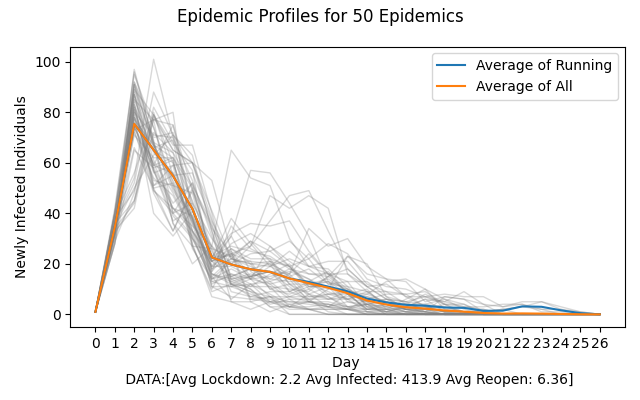 Epidemic Profiles for 50 Epidemics
Average of Running
Average of All
Newly Infected Individuals
100
80
60
40
20
0
0 1 2 3 4 5 6 7 8 9 10 11 12 13 14 15 16 17 18 19 20 21 22 23 24 25 26
Day
DATA:[Avg Lockdown: 2.2 Avg Infected: 413.9 Avg Reopen: 6.36]